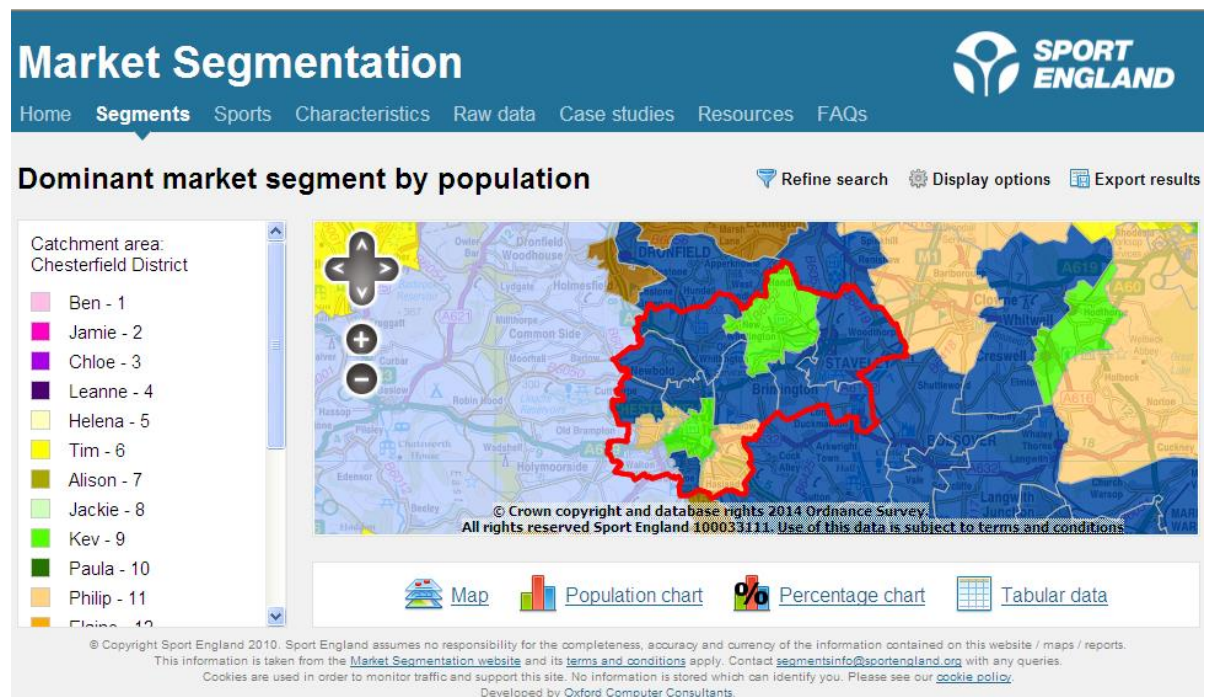 Market Segmentation
SPORT
ENGLAND
Home Segments Sports Characteristics Raw data Case studies Resources FAQs
Dominant market segment by population
Refine search Display options Export results
Catchment area:
Chesterfield District
Ben - 1
Jamie - 2
Chloe - 3
Leanne - 4
Helena - 5
Tim - 6
Alison - 7
Jackie - 8
Kev - 9
Paula - 10
Philip - 11
Elaine - 12
Dronfield
Woodhouse
DRONFIELD
Holmesfield
A621
Common Side
Newbold
Brimington
Old Brampton
Holymoorside
Walton
M1
Clowne
Whitwell
Creswell
A619
A60
A616
BOLSOVER
Langwith
Junction
© Crown copyright and database rights 2014 Ordnance Survey.
All rights reserved Sport England 100033111. Use of this data is subject to terms and conditions
Map Population chart % Percentage chart Tabular data
© Copyright Sport England 2010. Sport England assumes no responsibility for the completeness, accuracy and currency of the information contained on this website / maps / reports.
This information is taken from the Market Segmentation website and its terms and conditions apply. Contact segmentsinfo@sportengland.org with any queries.
Cookies are used in order to monitor traffic and support this site. No information is stored which can identify you. Please see our cookie policy.
Developed by Oxford Computer Consultants.